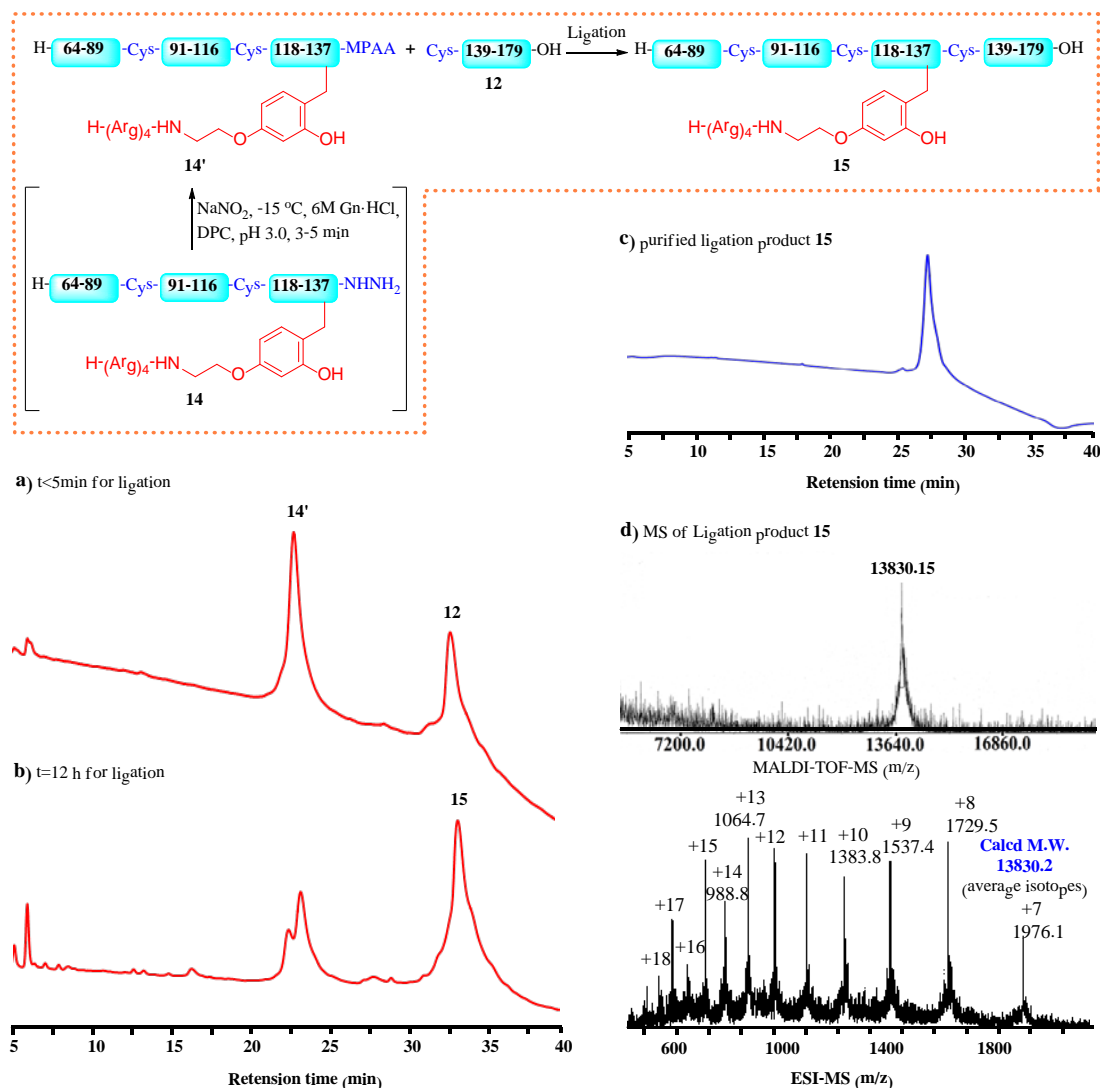 H- 64-89 -Cys- 91-116 -Cys- 118-137 -MPAA + Cys- 139-179 -OH Ligation H- 64-89 -Cys- 91-116 -Cys- 118-137 -Cys- 139-179 -OH
12
H-(Arg)4-HN O OH
14'
H-(Arg)4-HN O OH
15
NaNO2, -15 °C, 6M Gn·HCl,
DPC, pH 3.0, 3-5 min
H- 64-89 -Cys- 91-116 -Cys- 118-137 -NHNH2
H-(Arg)4-HN O OH
14
c) purified ligation product 15
5 10 15 20 25 30 35 40
Retention time (min)
a) t<5min for ligation
14'
12
b) t=12 h for ligation
15
5 10 15 20 25 30 35 40
Retention time (min)
d) MS of Ligation product 15
13830.15
7200.0 10420.0 13640.0 16860.0
MALDI-TOF-MS (m/z)
+18
+17
+16
+15
+14
988.8
+13
1064.7
+12
+11
+10
1383.8
+9
1537.4
+8
1729.5
Calcd M.W.
13830.2
(average isotopes)
+7
1976.1
600 1000 1400 1800
ESI-MS (m/z)